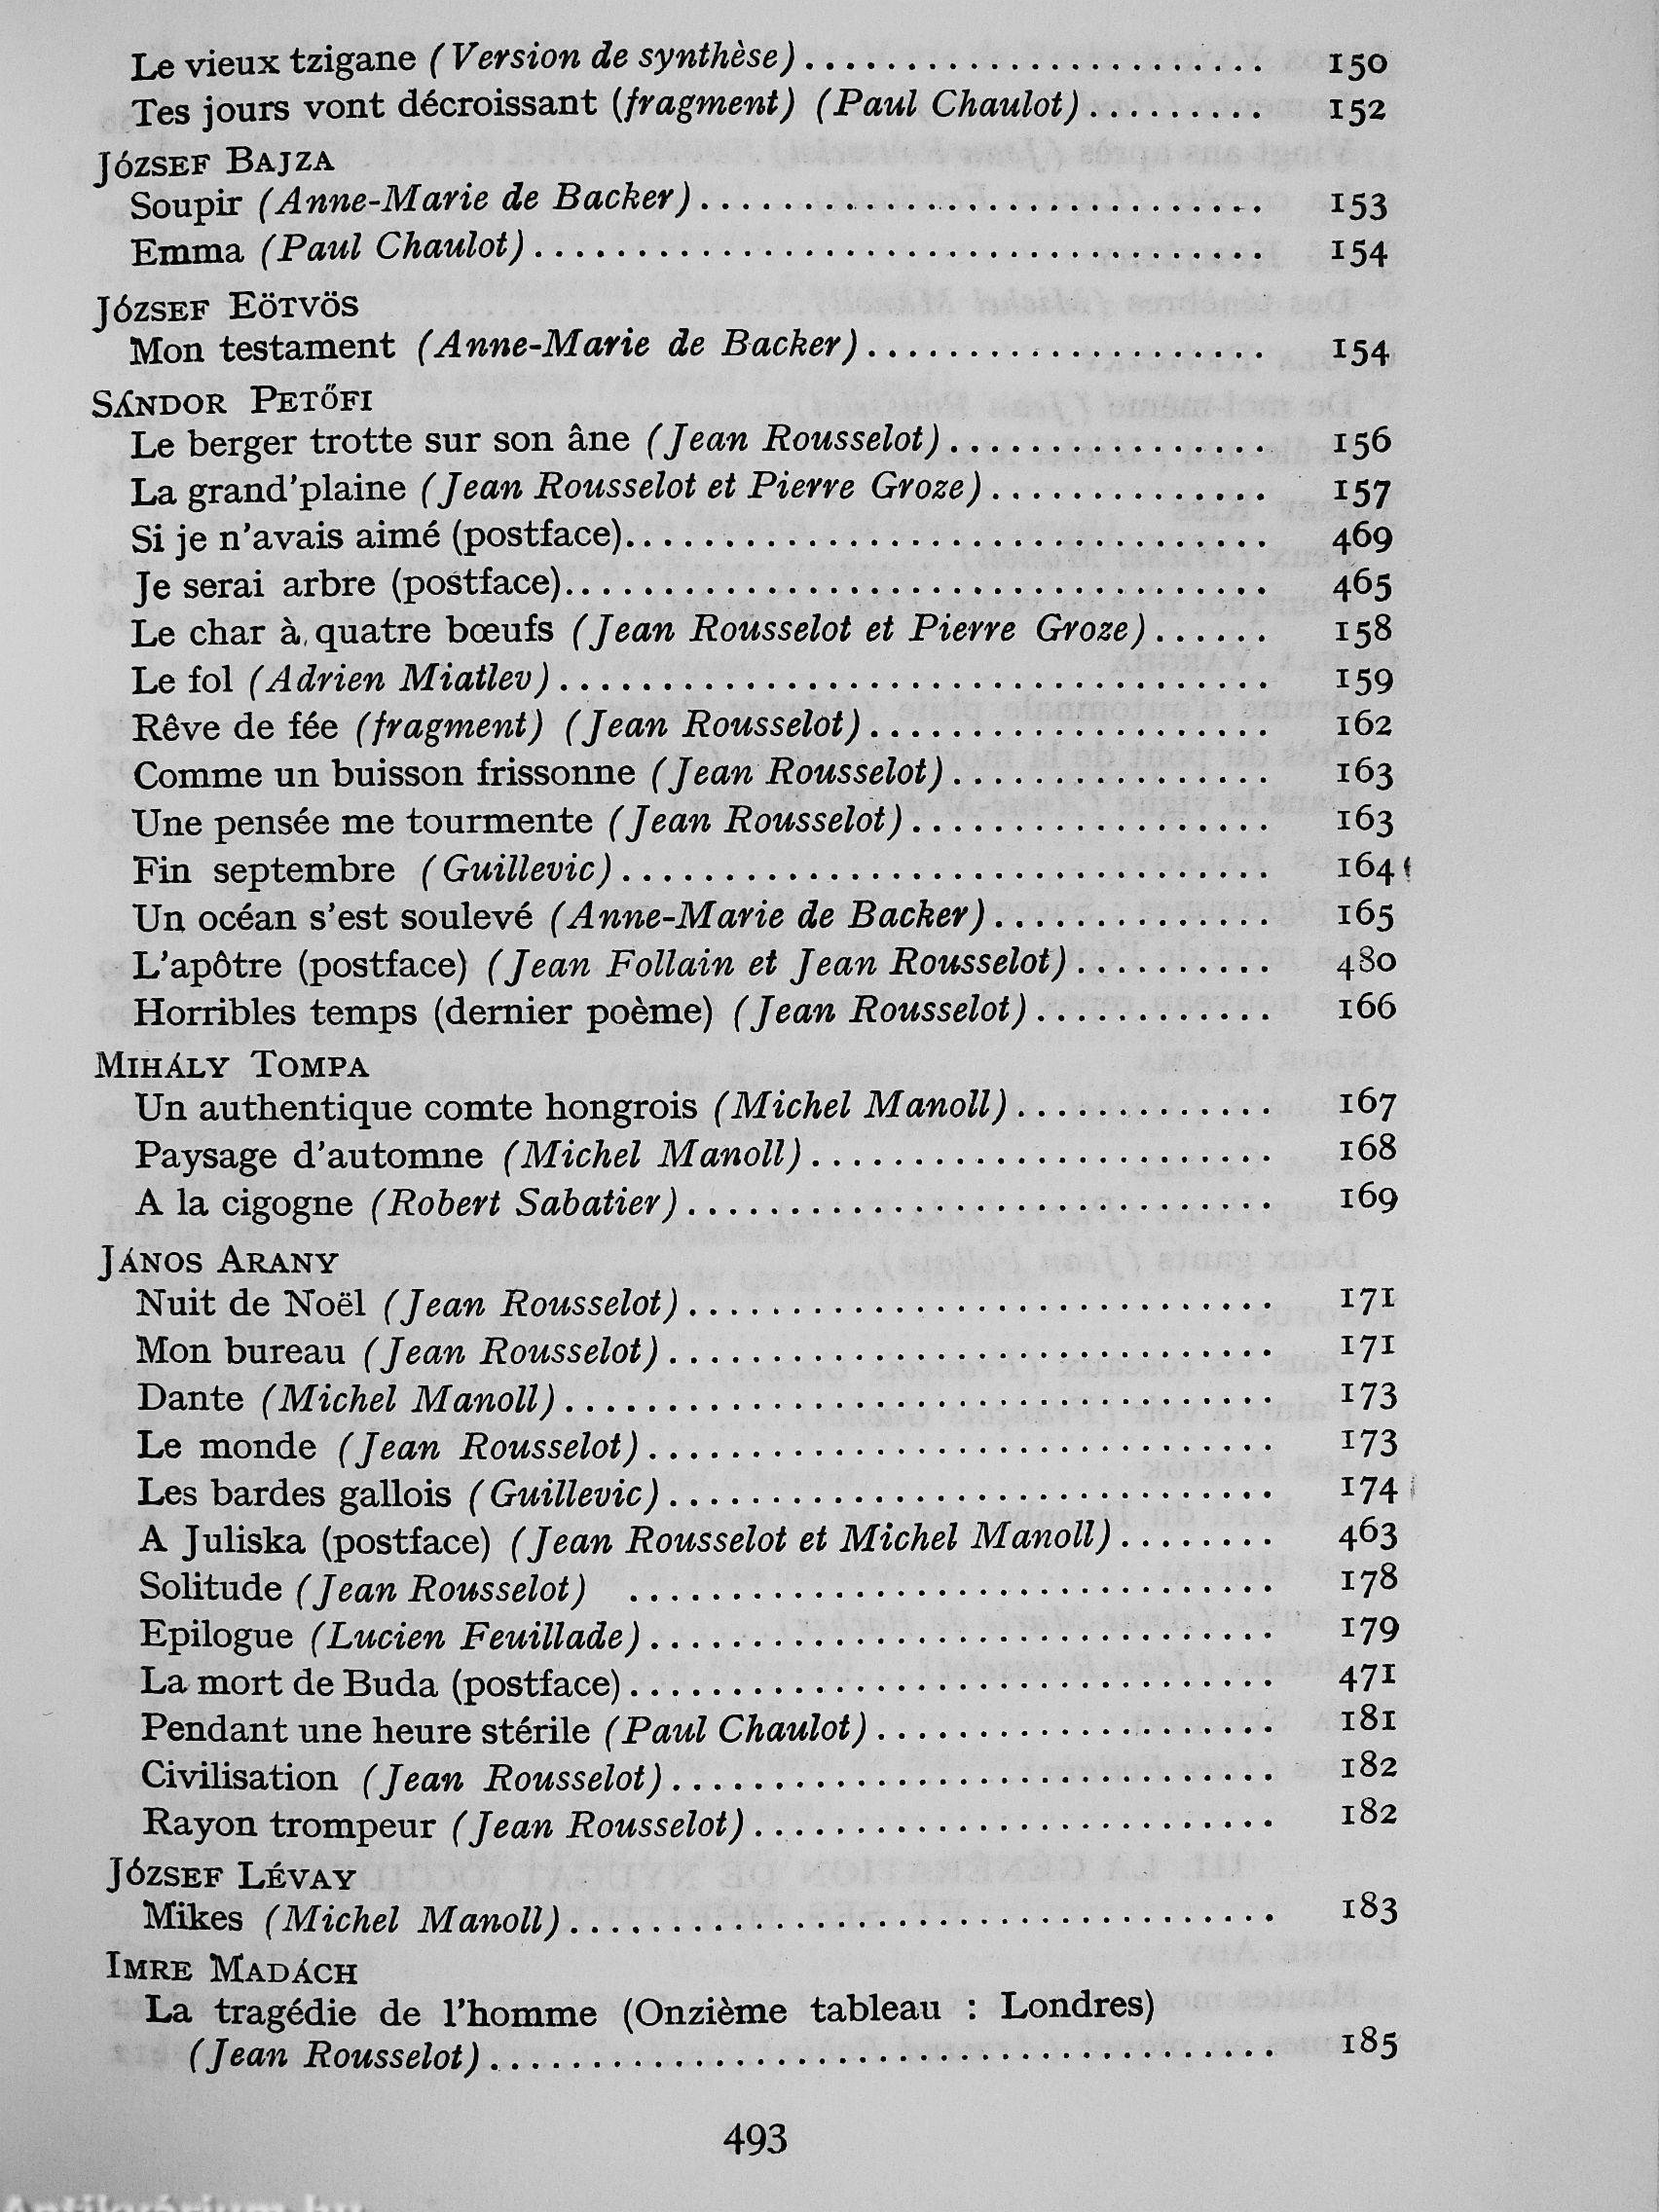 Le vieux tzigane (Version de synthèse) . . . . . . . . . . . . . . . . . . . . . . . 150
Tes jours vont décroissant (fragment) (Paul Chaulot) . . . . . . . . . 152
József Bajza
Soupir (Anne-Marie de Backer) . . . . . . . . . . . . . . . . . . . . . . . . . . . . 153
Emma (Paul Chaulot) . . . . . . . . . . . . . . . . . . . . . . . . . . . . . . . . . . . . 154
József Eötvös
Mon testament (Anne-Marie de Backer) . . . . . . . . . . . . . . . . . . . . 154
Sándor Petőfi
Le berger trotte sur son âne (Jean Rousselot) . . . . . . . . . . . . . . . . 156
La grand'plaine (Jean Rousselot et Pierre Groze) . . . . . . . . . . . . . . 157
Si je n'avais aimé (postface) . . . . . . . . . . . . . . . . . . . . . . . . . . . . . . . . 469
Je serai arbre (postface) . . . . . . . . . . . . . . . . . . . . . . . . . . . . . . . . . . . 465
Le char à quatre bœufs (Jean Rousselot et Pierre Groze) . . . . . . 158
Le fol (Adrien Miatlev) . . . . . . . . . . . . . . . . . . . . . . . . . . . . . . . . . . . 159
Rêve de fée (fragment) (Jean Rousselot) . . . . . . . . . . . . . . . . . . . . 162
Comme un buisson frissonne (Jean Rousselot) . . . . . . . . . . . . . . . . 163
Une pensée me tourmente (Jean Rousselot) . . . . . . . . . . . . . . . . . . 163
Fin septembre (Guillevic) . . . . . . . . . . . . . . . . . . . . . . . . . . . . . . . . 164
Un océan s'est soulevé (Anne-Marie de Backer) . . . . . . . . . . . . . . 165
L'apôtre (postface) (Jean Follain et Jean Rousselot) . . . . . . . . . . 480
Horribles temps (dernier poème) (Jean Rousselot) . . . . . . . . . . . . 166
Mihály Tompa
Un authentique comte hongrois (Michel Manoll) . . . . . . . . . . . . . 167
Paysage d'automne (Michel Manoll) . . . . . . . . . . . . . . . . . . . . . . . 168
A la cigogne (Robert Sabatier) . . . . . . . . . . . . . . . . . . . . . . . . . . . . . 169
János Arany
Nuit de Noël (Jean Rousselot) . . . . . . . . . . . . . . . . . . . . . . . . . . . . . 171
Mon bureau (Jean Rousselot) . . . . . . . . . . . . . . . . . . . . . . . . . . . . . . 171
Dante (Michel Manoll) . . . . . . . . . . . . . . . . . . . . . . . . . . . . . . . . . . . 173
Le monde (Jean Rousselot) . . . . . . . . . . . . . . . . . . . . . . . . . . . . . . . 173
Les bardes gallois (Guillevic) . . . . . . . . . . . . . . . . . . . . . . . . . . . . . . 174
A Juliska (postface) (Jean Rousselot et Michel Manoll) . . . . . . . . 463
Solitude (Jean Rousselot) . . . . . . . . . . . . . . . . . . . . . . . . . . . . . . . . 178
Epilogue (Lucien Feuillade) . . . . . . . . . . . . . . . . . . . . . . . . . . . . . . . 179
La mort de Buda (postface) . . . . . . . . . . . . . . . . . . . . . . . . . . . . . . . . 471
Pendant une heure stérile (Paul Chaulot) . . . . . . . . . . . . . . . . . . . . 181
Civilisation (Jean Rousselot) . . . . . . . . . . . . . . . . . . . . . . . . . . . . . . 182
Rayon trompeur (Jean Rousselot) . . . . . . . . . . . . . . . . . . . . . . . . . . 182
József Lévay
Mikes (Michel Manoll) . . . . . . . . . . . . . . . . . . . . . . . . . . . . . . . . . . . 183
Imre Madách
La tragédie de l'homme (Onzième tableau : Londres)
(Jean Rousselot) . . . . . . . . . . . . . . . . . . . . . . . . . . . . . . . . . . . . . . . 185
493